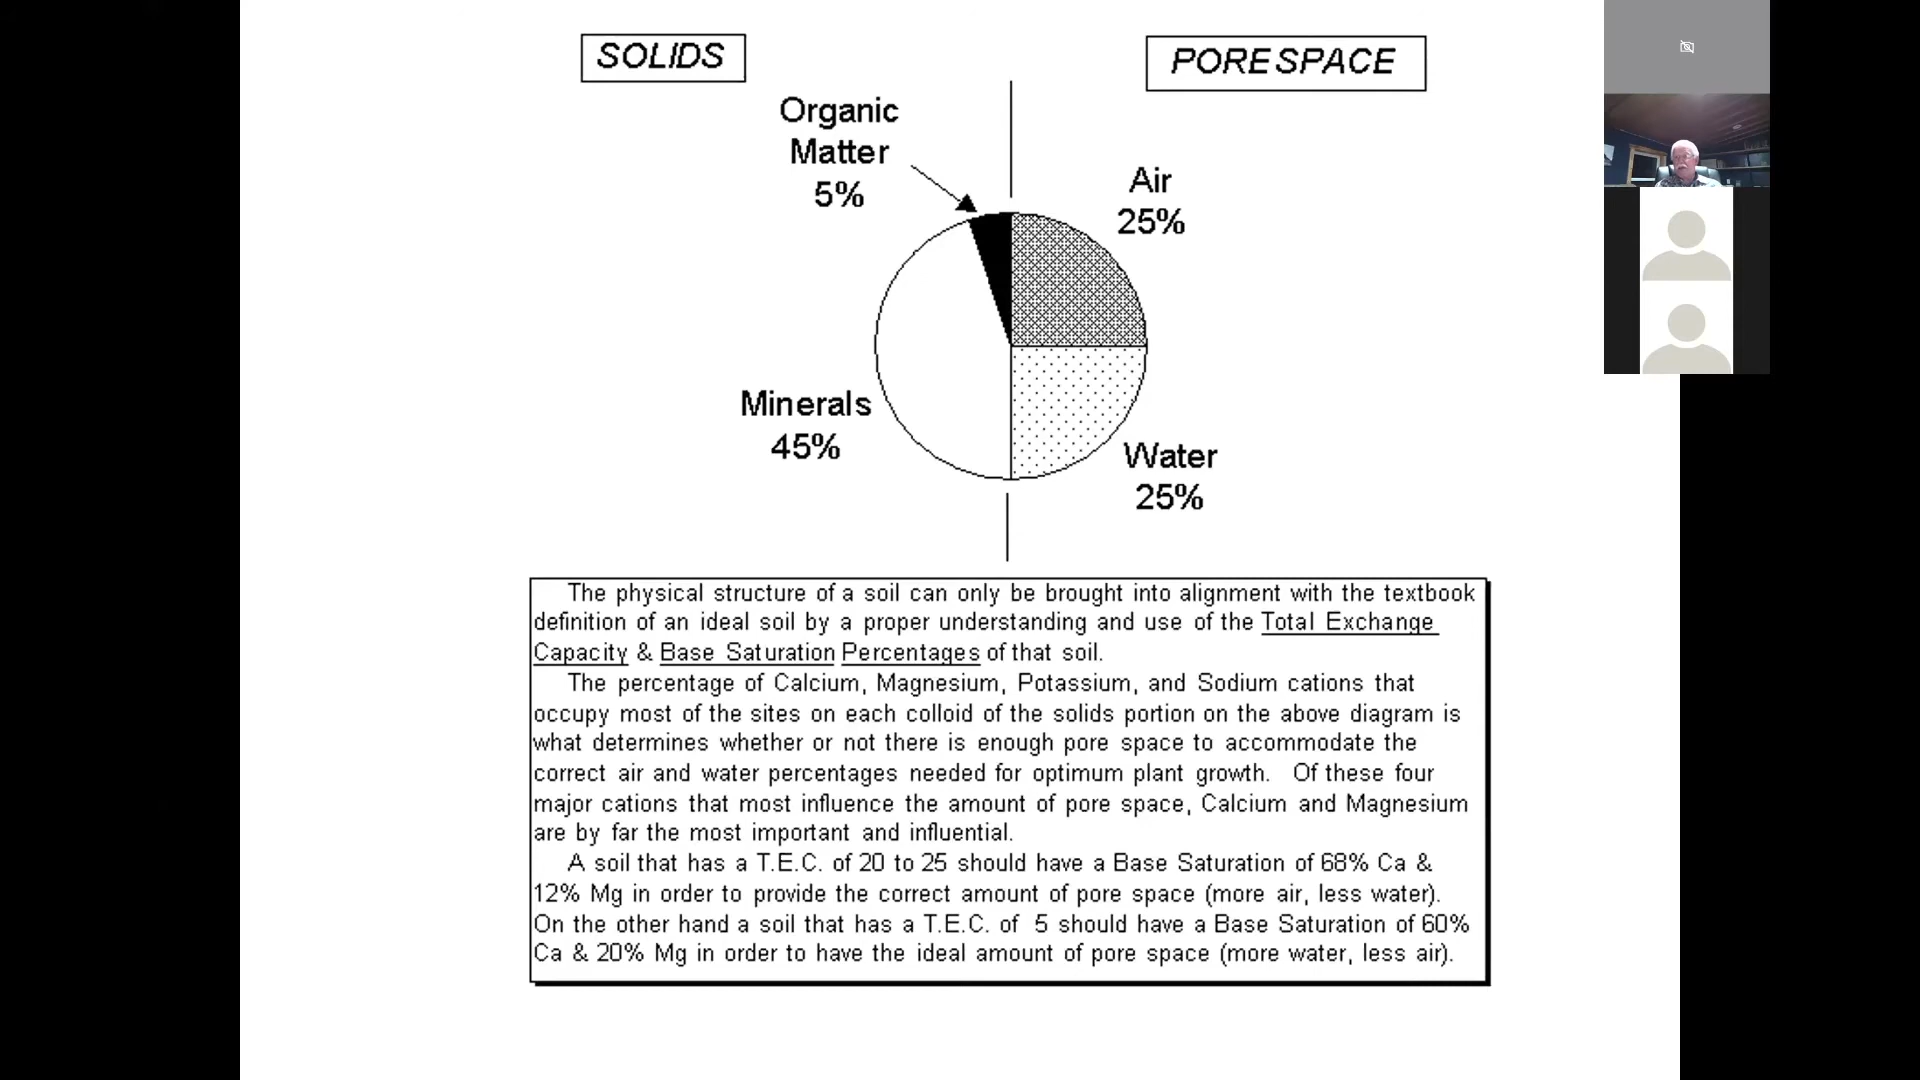 SOLIDS
PORE SPACE
Organic
Matter
5%
Air
25%
Minerals
45%
Water
25%
The physical structure of a soil can only be brought into alignment with the textbook
definition of an ideal soil by a proper understanding and use of the Total Exchange
Capacity & Base Saturation Percentages of that soil.
The percentage of Calcium, Magnesium, Potassium, and Sodium cations that
occupy most of the sites on each colloid of the solids portion on the above diagram is
what determines whether or not there is enough pore space to accommodate the
correct air and water percentages needed for optimum plant growth. Of these four
major cations that most influence the amount of pore space, Calcium and Magnesium
are by far the most important and influential.
A soil that has a T.E.C. of 20 to 25 should have a Base Saturation of 68% Ca &
12% Mg in order to provide the correct amount of pore space (more air, less water).
On the other hand a soil that has a T.E.C. of 5 should have a Base Saturation of 60%
Ca & 20% Mg in order to have the ideal amount of pore space (more water, less air).